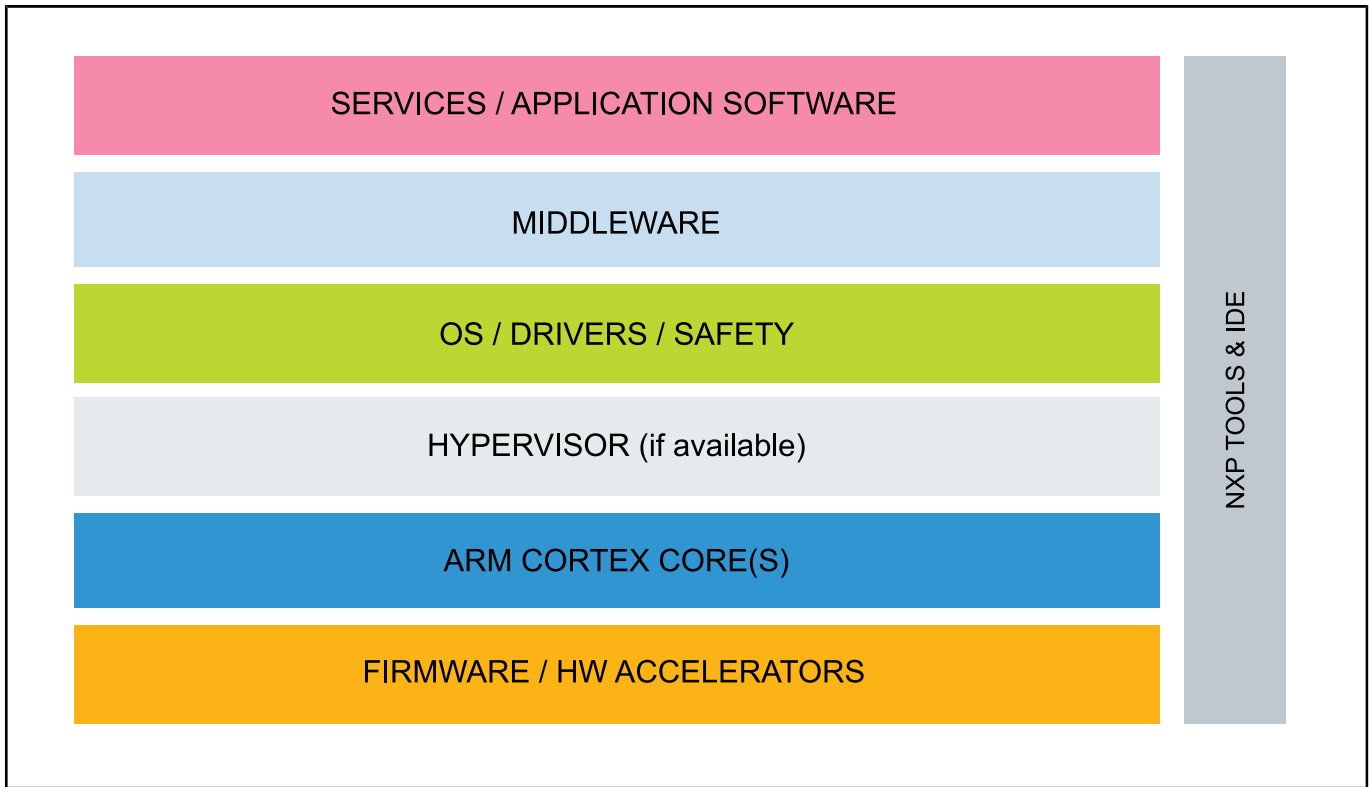 SERVICES / APPLICATION SOFTWARE
MIDDLEWARE
OS / DRIVERS / SAFETY
HYPERVISOR (if available)
ARM CORTEX CORE(S)
FIRMWARE / HW ACCELERATORS
NXP TOOLS & IDE